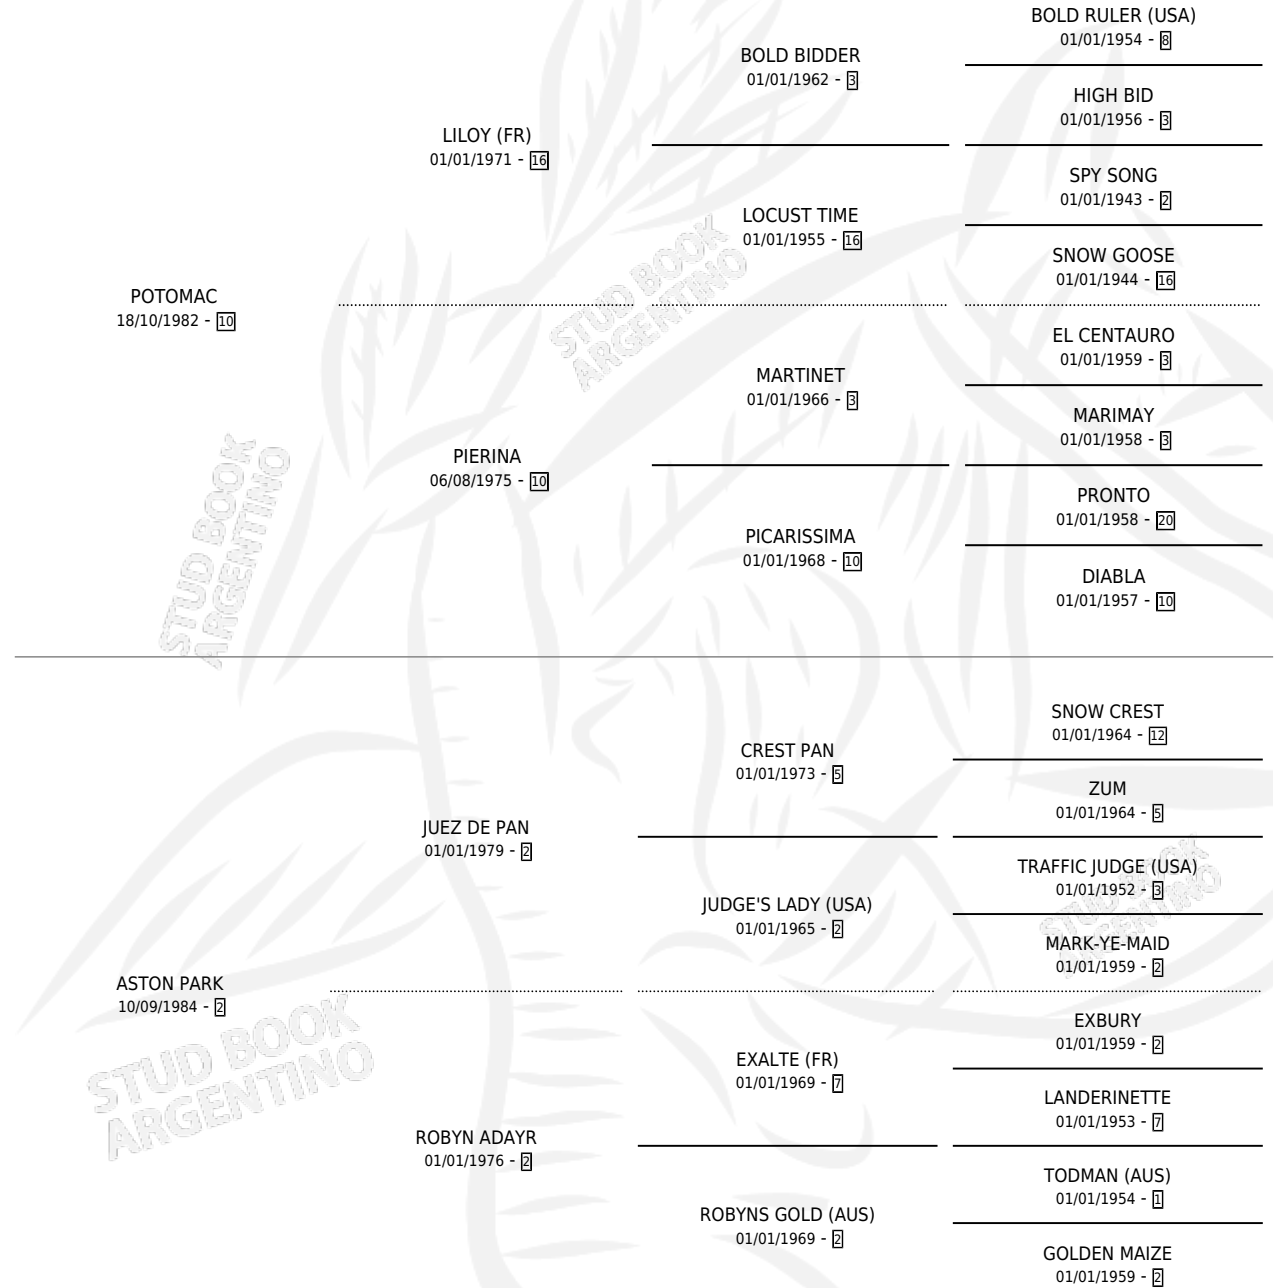 BOLD RULER (USA)
01/01/1954 - 8
BOLD BIDDER
01/01/1962 - 3
HIGH BID
01/01/1956 - 3
LILOY (FR)
01/01/1971 - 16
SPY SONG
01/01/1943 - 2
LOCUST TIME
01/01/1955 - 16
SNOW GOOSE
01/01/1944 - 16
POTOMAC
18/10/1982 - 10
EL CENTAURO
01/01/1959 - 3
MARTINET
01/01/1966 - 3
MARIMAY
01/01/1958 - 3
PIERINA
06/08/1975 - 10
PRONTO
01/01/1958 - 20
PICARISSIMA
01/01/1968 - 10
DIABLA
01/01/1957 - 10
SNOW CREST
01/01/1964 - 12
CREST PAN
01/01/1973 - 5
ZUM
01/01/1964 - 5
JUEZ DE PAN
01/01/1979 - 2
TRAFFIC JUDGE (USA)
01/01/1952 - 3
JUDGE'S LADY (USA)
01/01/1965 - 2
MARK-YE-MAID
01/01/1959 - 2
ASTON PARK
10/09/1984 - 2
EXBURY
01/01/1959 - 2
EXALTE (FR)
01/01/1969 - 7
LANDERINETTE
01/01/1953 - 7
ROBYN ADAYR
01/01/1976 - 2
TODMAN (AUS)
01/01/1954 - 1
ROBYNS GOLD (AUS)
01/01/1969 - 2
GOLDEN MAIZE
01/01/1959 - 2
STUD BOOK
ARGENTINO
STUD BOOK
ARGENTINO
STUD BOOK
ARGENTINO
STUD BOOK
ARGENTINO